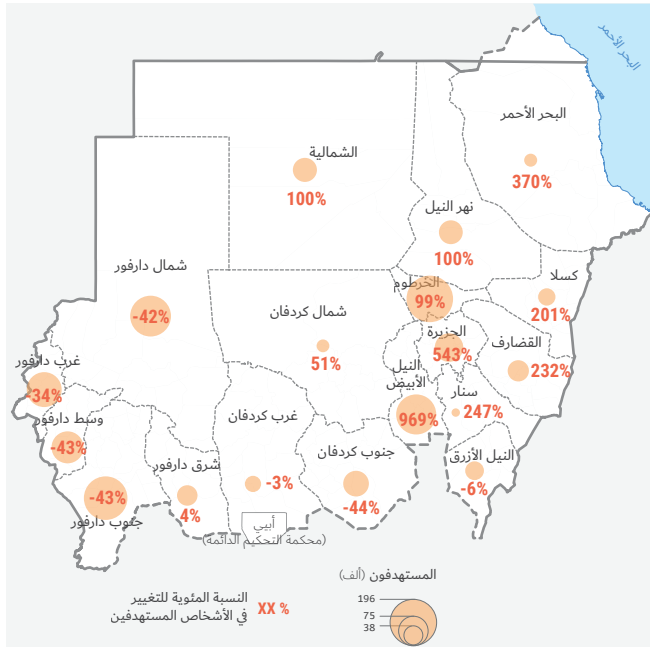 البحر الأحمر
البحر الأحمر
370%
الشمالية
100%
نهر النيل
100%
شمال دارفور
-42%
كسلا
201%
الخرطوم
99%
شمال كردفان
51%
الجزيرة
543%
القضارف
232%
غرب دارفور
-34%
النيل
الأبيض
969%
سنار
247%
وسط دارفور
-43%
غرب كردفان
-3%
جنوب كردفان
-44%
النيل الأزرق
-6%
شرق دارفور
4%
-43%
جنوب دارفور
أبيي
(محكمة التحكيم الدائمة)
المستهدفون (ألف)
196
75
38
XX %
النسبة المئوية للتغيير
في الأشخاص المستهدفين